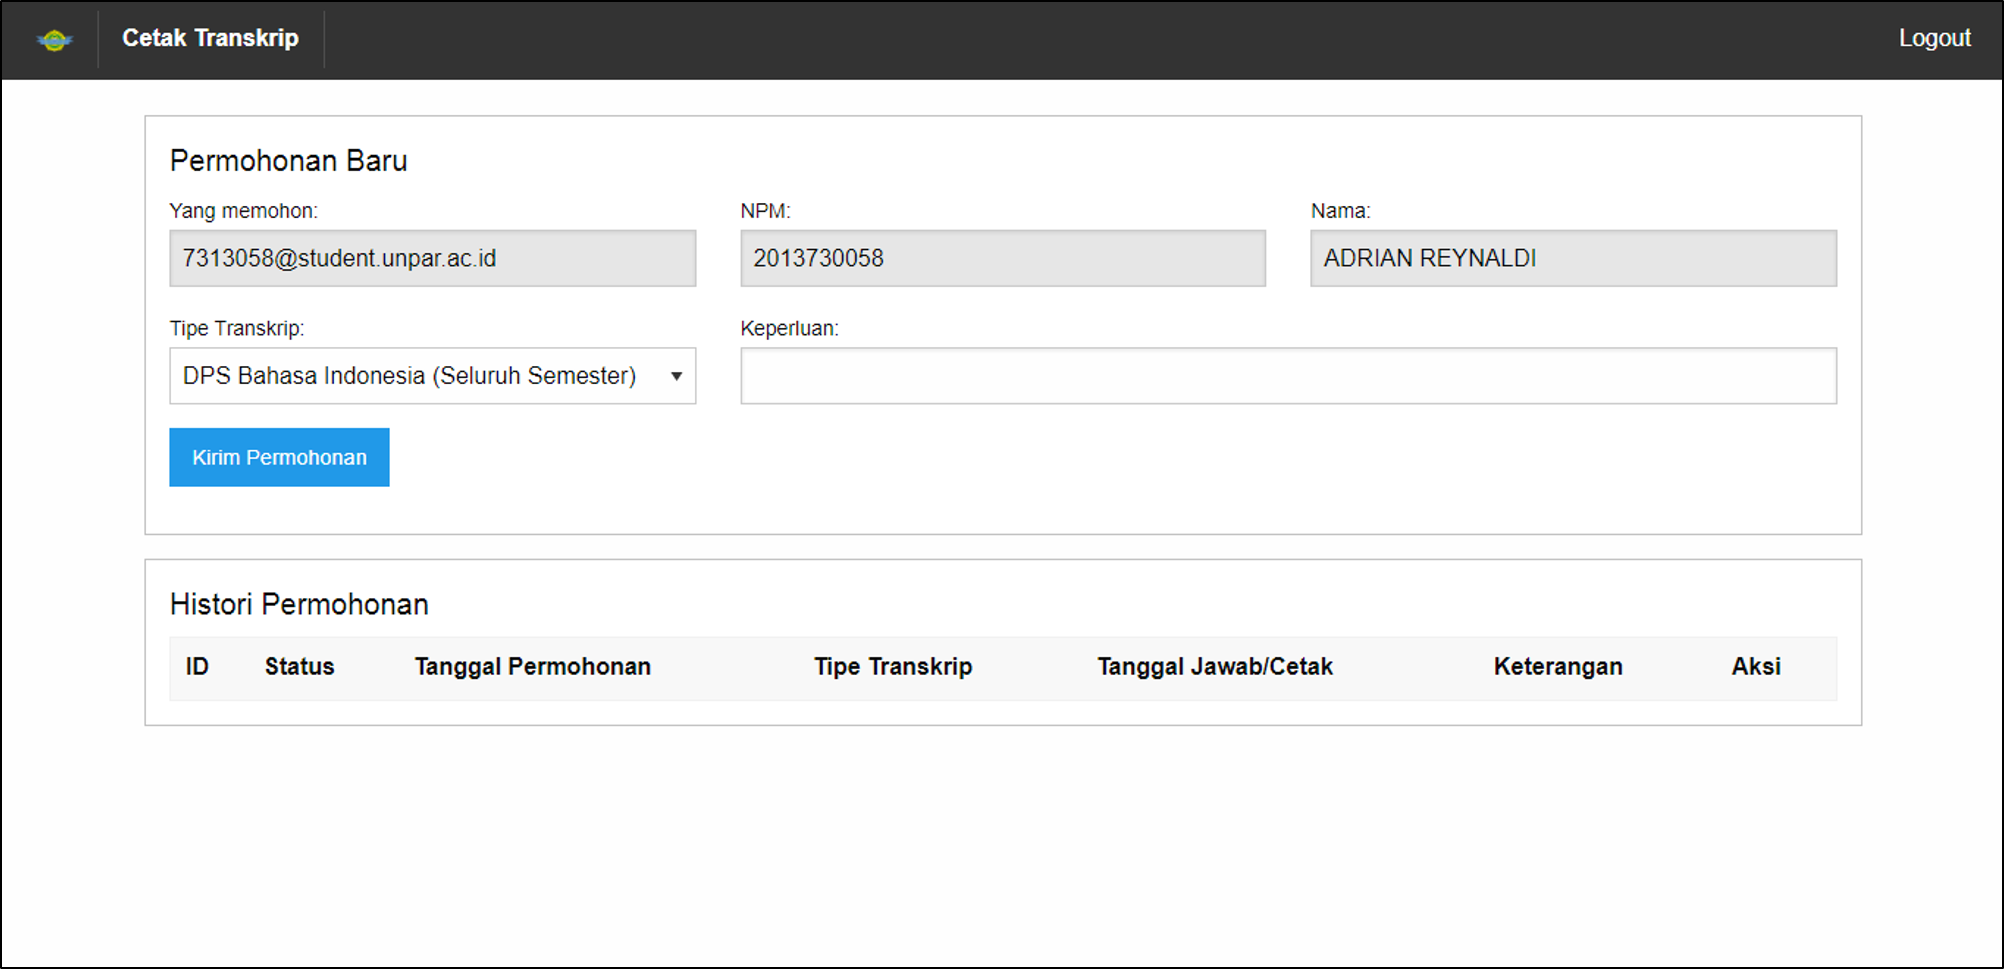 Cetak Transkrip Logout
Permohonan Baru
Yang memohon: NPM: Nama:
7313058@student.unpar.ac.id 2013730058 ADRIAN REYNALDI
Tipe Transkrip: Keperluan:
DPS Bahasa Indonesia (Seluruh Semester)
Kirim Permohonan
Histori Permohonan
ID Status Tanggal Permohonan Tipe Transkrip Tanggal Jawab/Cetak Keterangan Aksi